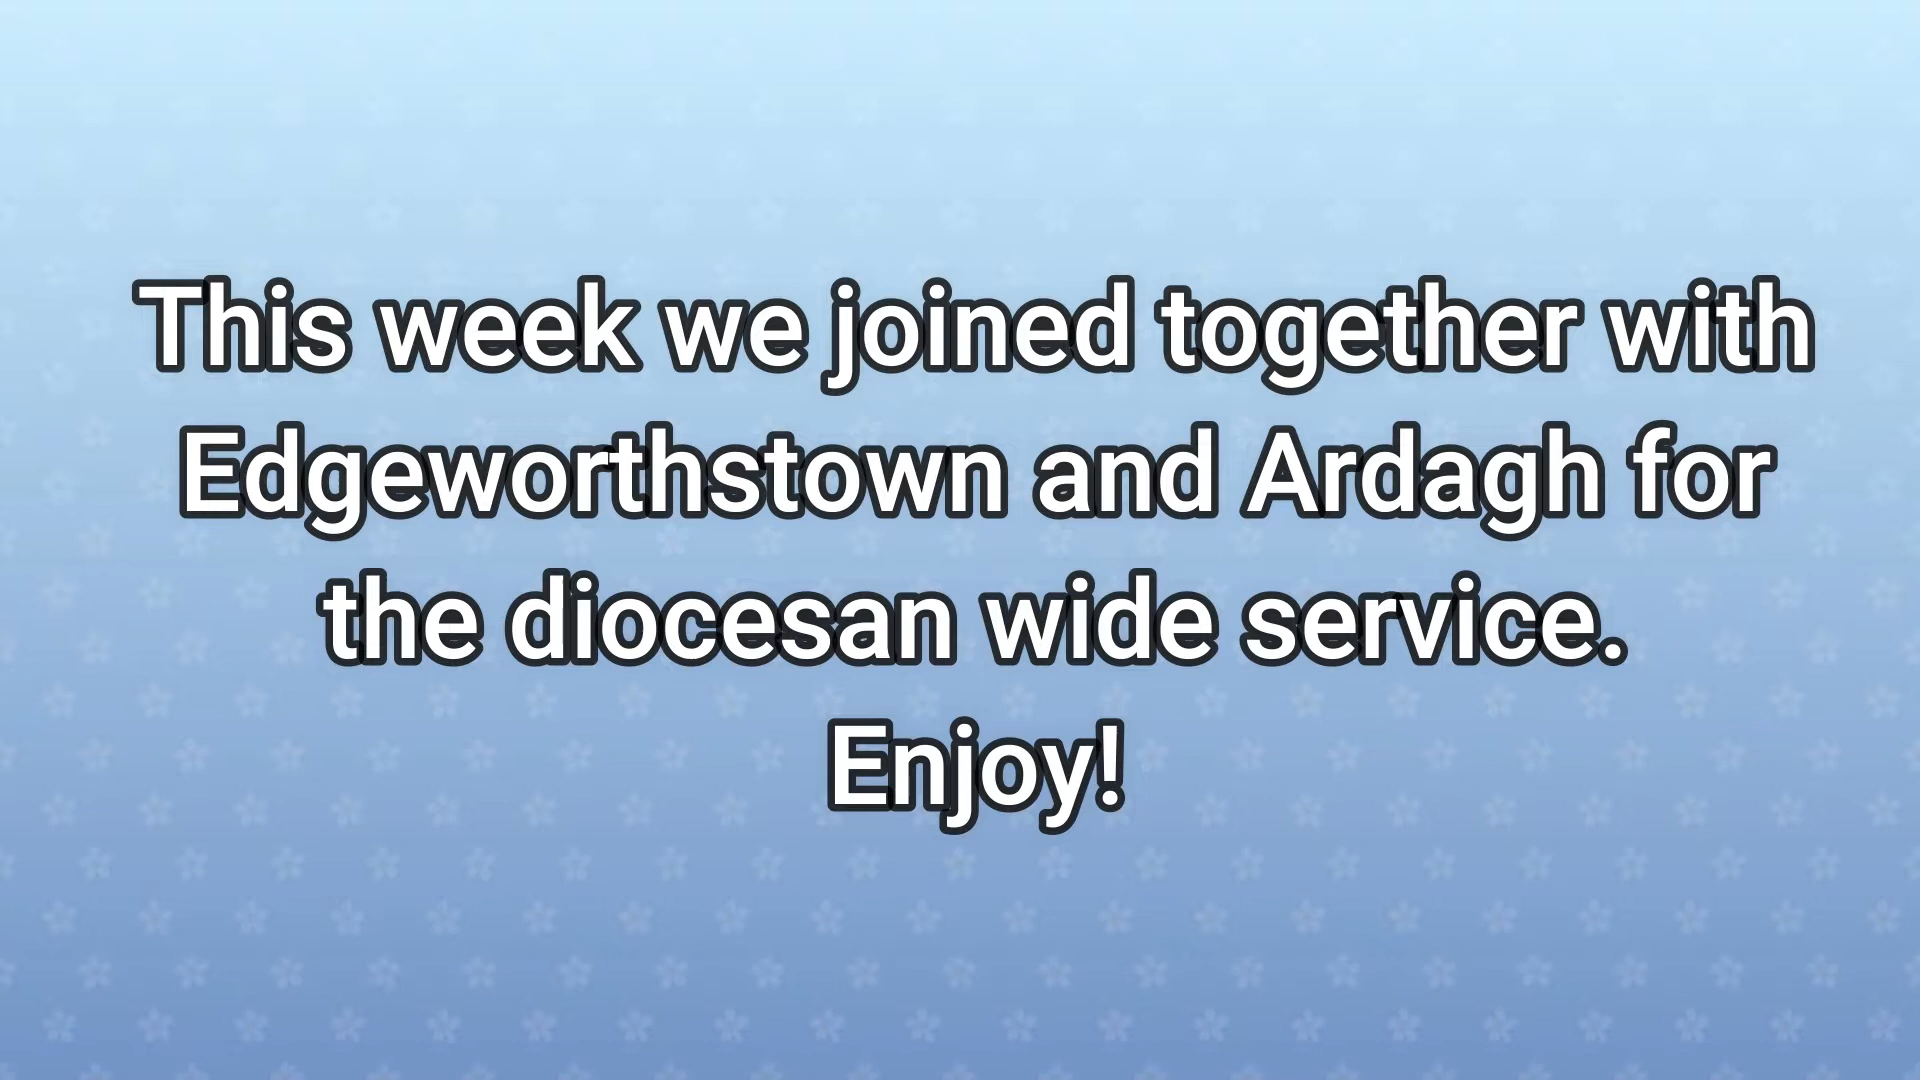 This week we joined together with
Edgeworthstown and Ardagh for
the diocesan wide service.
Enjoy!